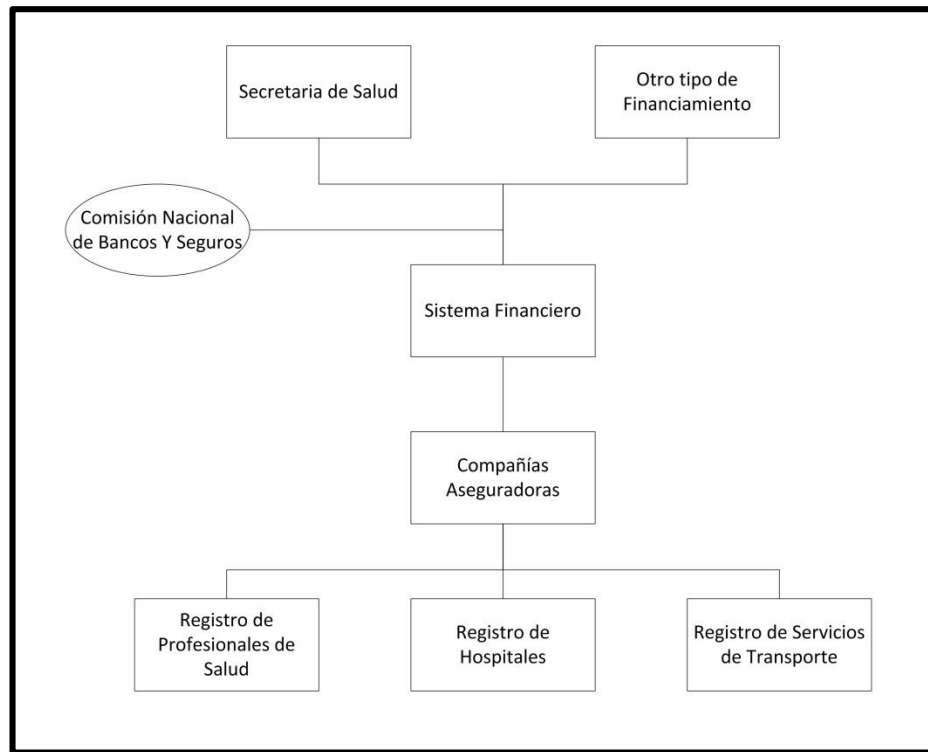 Secretaria de Salud
Otro tipo de
Financiamiento
Comisión Nacional
de Bancos Y Seguros
Sistema Financiero
Compañías
Aseguradoras
Registro de
Profesionales de
Salud
Registro de
Hospitales
Registro de Servicios
de Transporte